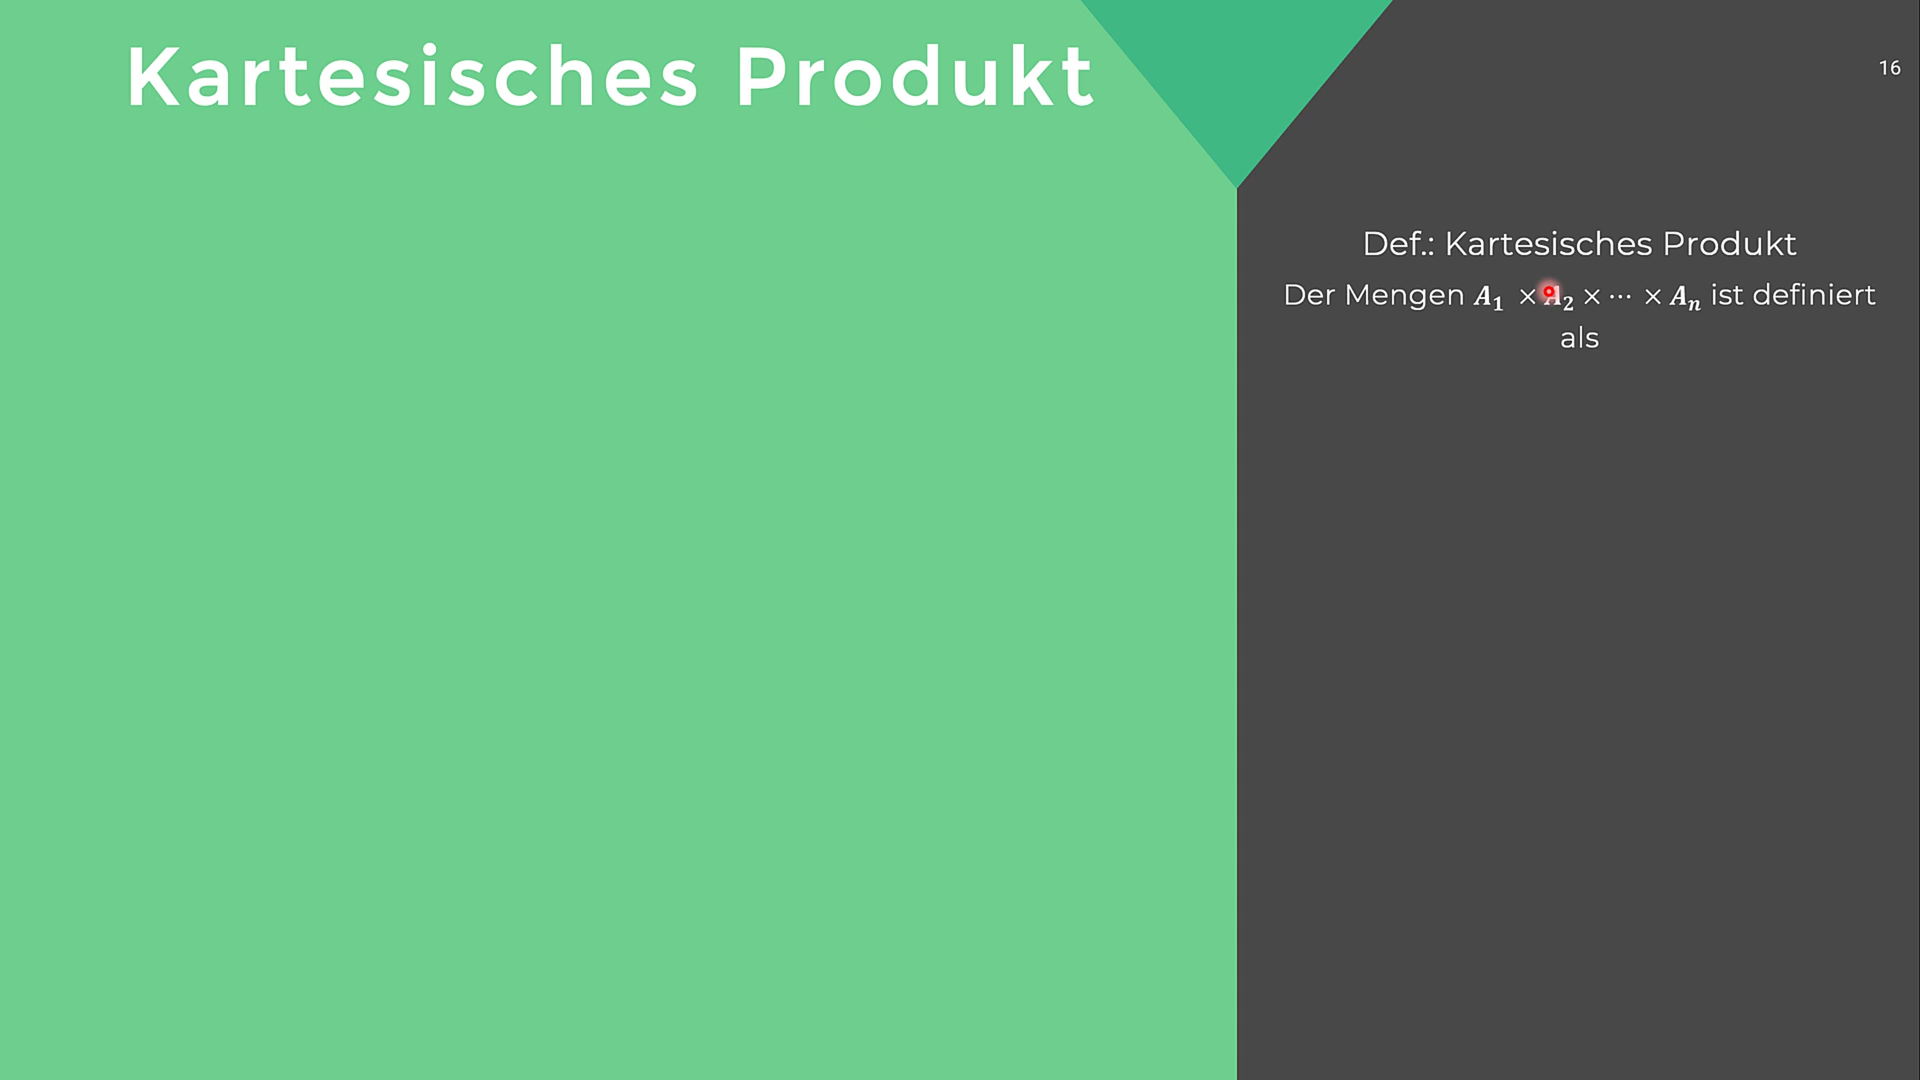 Kartesisches Produkt
16
Def.: Kartesisches Produkt
Der Mengen A₁ × A₂ × ⋯ × Aₙ ist definiert
als